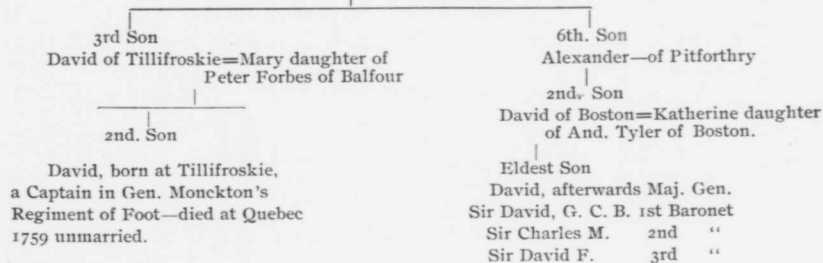 3rd Son
David of Tillifroskie=Mary daughter of
Peter Forbes of Balfour
2nd. Son
David, born at Tillifroskie,
a Captain in Gen. Monckton's
Regiment of Foot—died at Quebec
1759 unmarried.
6th. Son
Alexander—of Pitforthry
2nd. Son
David of Boston=Katherine daughter
of And. Tyler of Boston.
Eldest Son
David, afterwards Maj. Gen.
Sir David, G. C. B. 1st Baronet
Sir Charles M. 2nd “
Sir David F. 3rd “